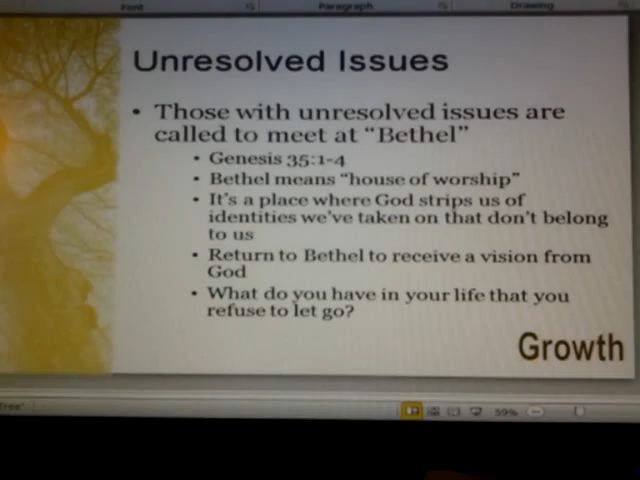 Font Paragraph Drawing
Unresolved Issues
• Those with unresolved issues are
called to meet at "Bethel"
• Genesis 35:1-4
• Bethel means "house of worship"
• It's a place where God strips us of
identities we've taken on that don't belong
to us
• Return to Bethel to receive a vision from
God
• What do you have in your life that you
refuse to let go?
Growth
Tree"
59%